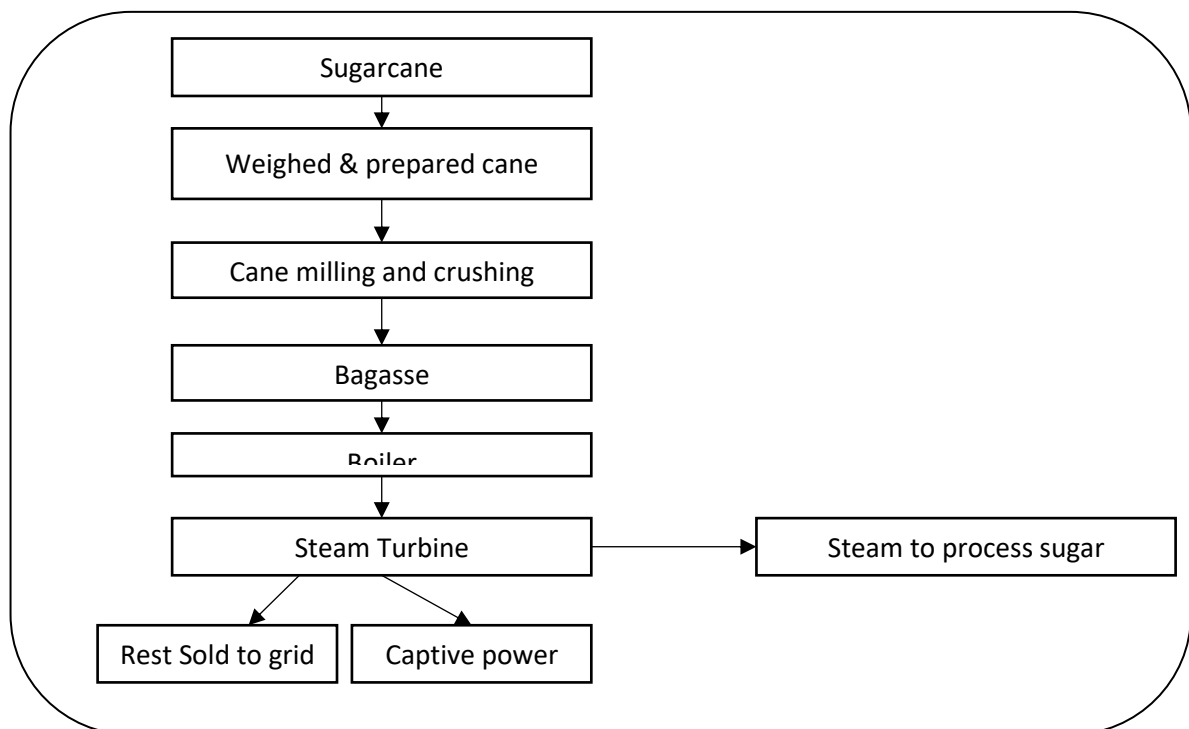 Sugarcane
Weighed & prepared cane
Cane milling and crushing
Bagasse
Boiler
Steam Turbine
Steam to process sugar
Rest Sold to grid
Captive power